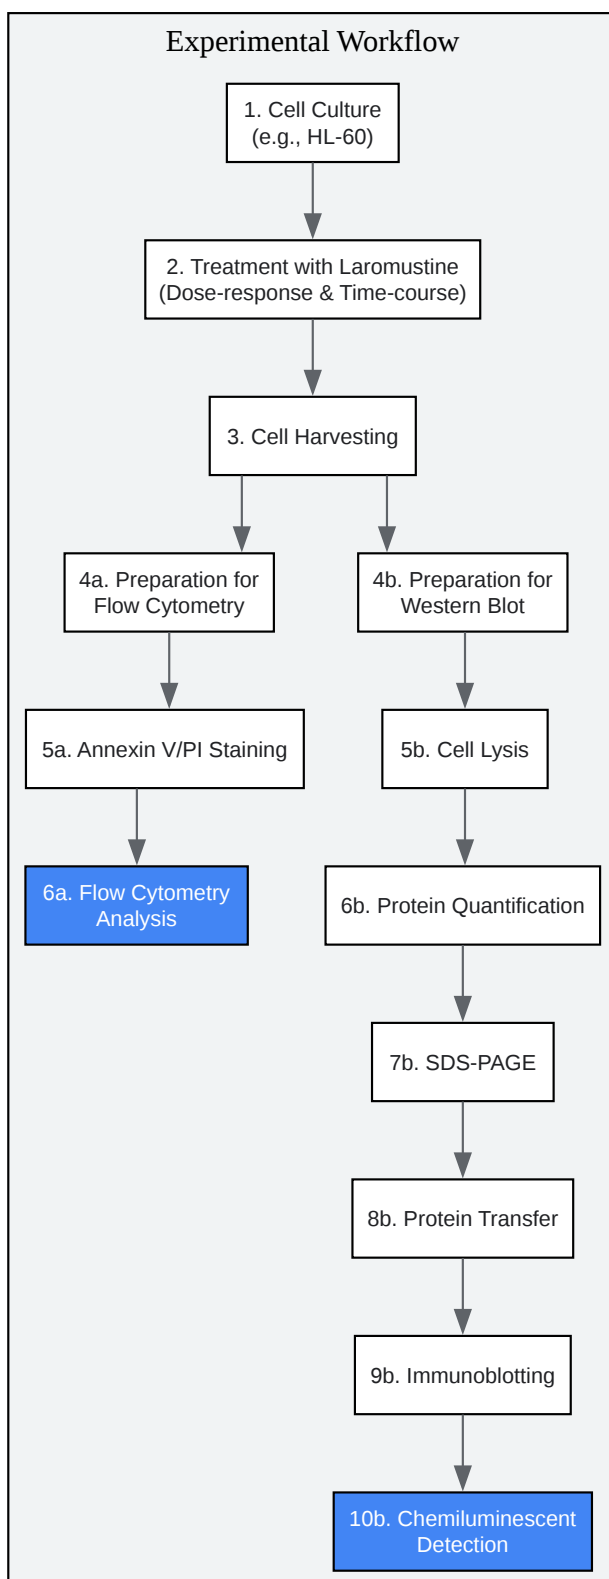 Experimental Workflow
1. Cell Culture
(e.g., HL-60)
2. Treatment with Laromustine
(Dose-response & Time-course)
3. Cell Harvesting
4a. Preparation for
Flow Cytometry
4b. Preparation for
Western Blot
5a. Annexin V/PI Staining
5b. Cell Lysis
6a. Flow Cytometry
Analysis
6b. Protein Quantification
7b. SDS-PAGE
8b. Protein Transfer
9b. Immunoblotting
10b. Chemiluminescent
Detection